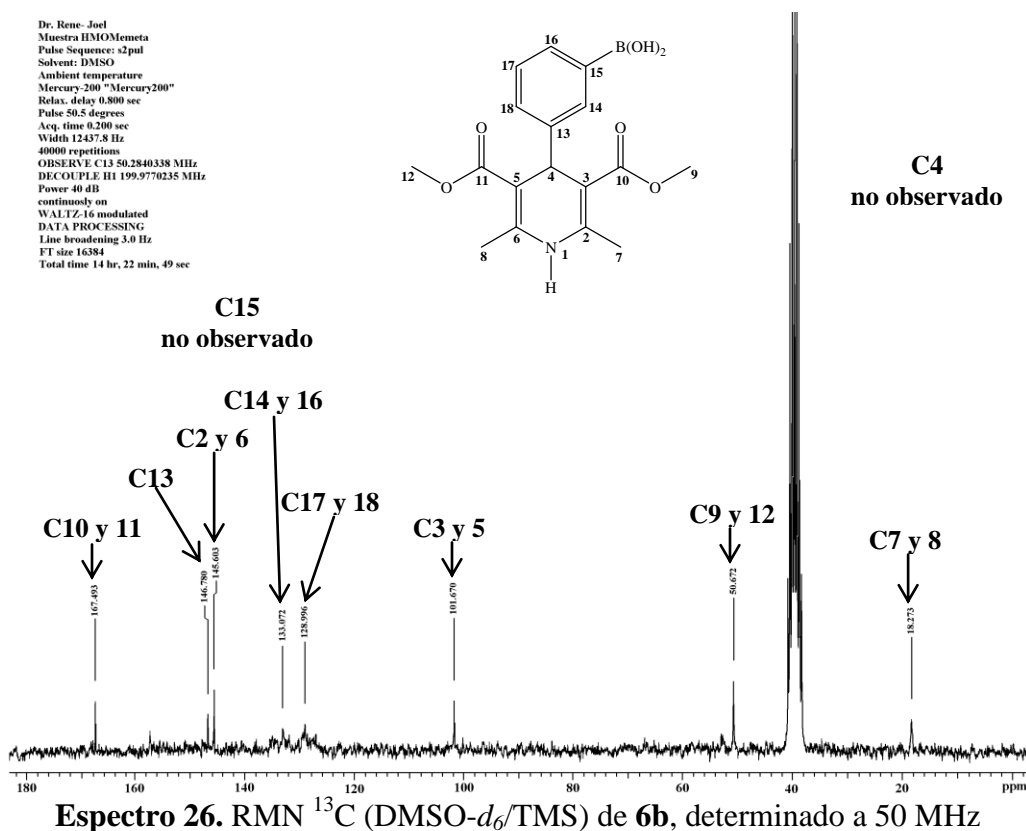 Dr. Rene- Joel
Muestra HMOMemeta
Pulse Sequence: s2pul
Solvent: DMSO
Ambient temperature
Mercury-200 "Mercury200"
Relax. delay 0.800 sec
Pulse 50.5 degrees
Acq. time 0.200 sec
Width 12437.8 Hz
40000 repetitions
OBSERVE C13 50.2840338 MHz
DECOUPLE H1 199.9770235 MHz
Power 40 dB
continuosly on
WALTZ-16 modulated
DATA PROCESSING
Line broadening 3.0 Hz
FT size 16384
Total time 14 hr, 22 min, 49 sec
16
B(OH)₂
17
15
18
14
13
O
O
12
O
11
5
4
3
10
O
9
6
2
8
N
1
7
H
C4
no observado
C15
no observado
C14 y 16
C2 y 6
C13
C17 y 18
C10 y 11
C3 y 5
C9 y 12
C7 y 8
167.493
146.780
145.603
133.072
128.996
101.670
50.672
18.273
180 160 140 120 100 80 60 40 20 ppm
Espectro 26. RMN ¹³C (DMSO-d₆/TMS) de 6b, determinado a 50 MHz